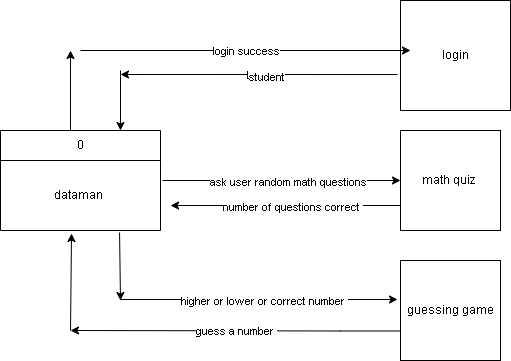 login success
login
student
0
dataman
ask user random math questions
math quiz
number of questions correct
higher or lower or correct number
guessing game
guess a number